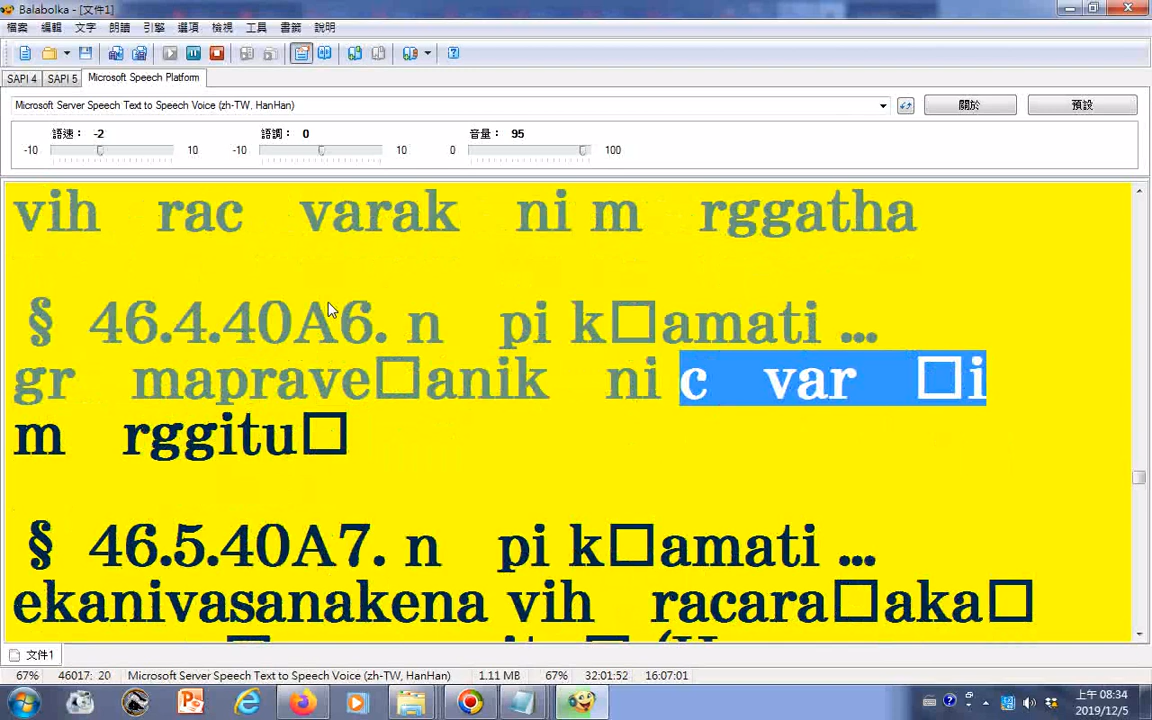 Balabolka - [文件1]
檔案 編輯 文字 朗讀 引擎 選項 檢視 工具 書籤 說明
SAPI 4 SAPI 5 Microsoft Speech Platform
Microsoft Server Speech Text to Speech Voice (zh-TW, HanHan) 關於 預設
語速： -2 語調： 0 音量： 95
-10 10 -10 10 0 100
vih rac varak ni m rggatha
§ 46.4.40A6. n pi k□amati ...
gr maprave□anik ni c var □i
m rggitu□
§ 46.5.40A7. n pi k□amati ...
ekanivasanakena vih racara□aka□
文件1
67% 46017: 20 Microsoft Server Speech Text to Speech Voice (zh-TW, HanHan) 1.11 MB 67% 32:01:52 16:07:01
上午 08:34
2019/12/5